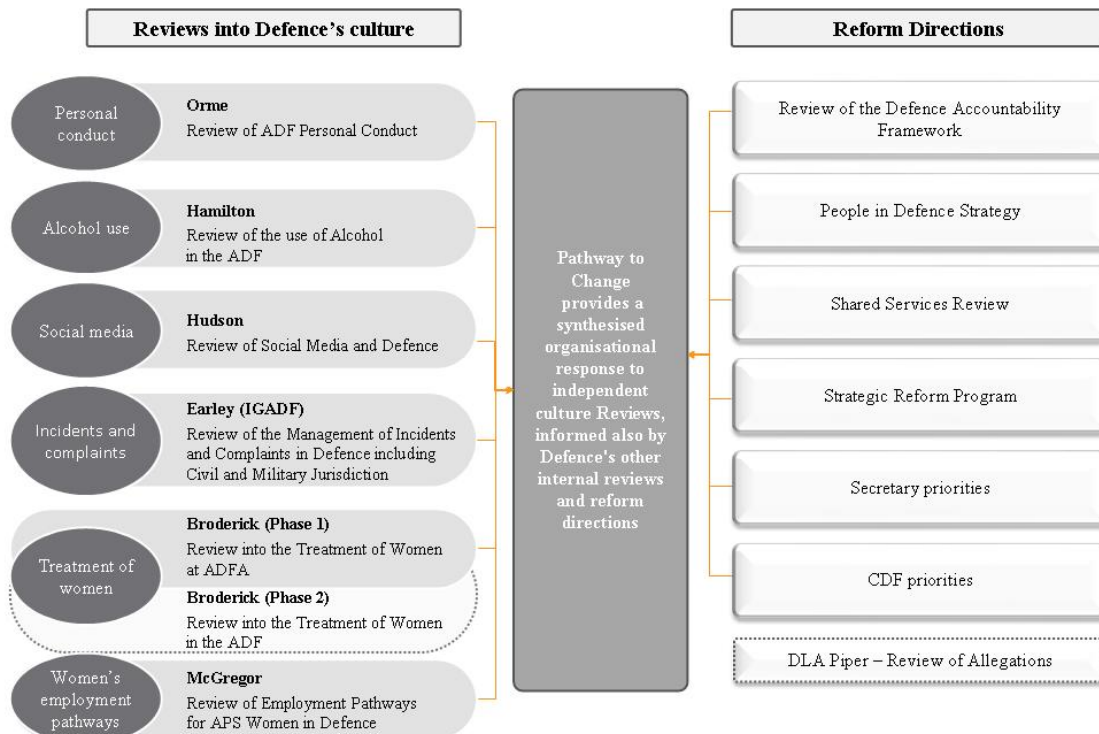 Reviews into Defence's culture
Personal
conduct
Orme
Review of ADF Personal Conduct
Alcohol use
Hamilton
Review of the use of Alcohol
in the ADF
Social media
Hudson
Review of Social Media and Defence
Incidents and
complaints
Earley (IGADF)
Review of the Management of Incidents
and Complaints in Defence including
Civil and Military Jurisdiction
Treatment of
women
Broderick (Phase 1)
Review into the Treatment of Women
at ADFA
Broderick (Phase 2)
Review into the Treatment of Women
in the ADF
Women's
employment
pathways
McGregor
Review of Employment Pathways
for APS Women in Defence
Pathway to
Change
provides a
synthesised
organisational
response to
independent
culture Reviews,
informed also by
Defence's other
internal reviews
and reform
directions
Reform Directions
Review of the Defence Accountability
Framework
People in Defence Strategy
Shared Services Review
Strategic Reform Program
Secretary priorities
CDF priorities
DLA Piper – Review of Allegations